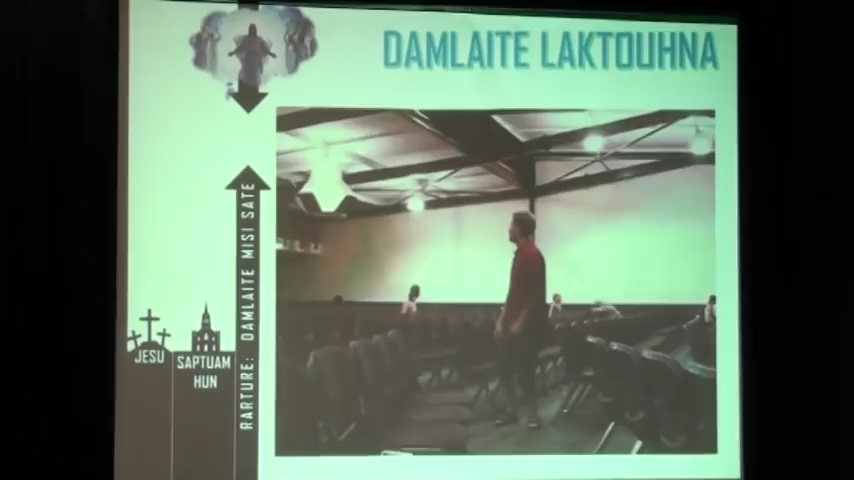 DAMLAITE LAKTOUHNA
JESU
SAPTUAM
HUN
RARTURE: DAMLAITE MISI SATE